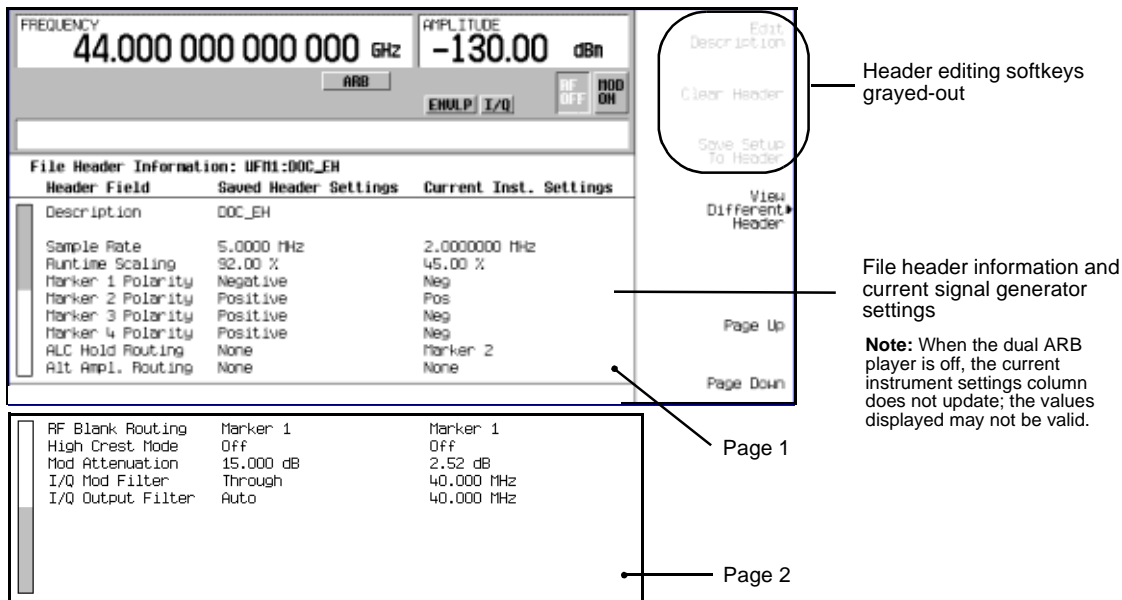 FREQUENCY
44.000 000 000 000 GHz
AMPLITUDE
-130.00 dBm
ARB
ENVLP I/Q
RF OFF
MOD ON
File Header Information: WFM1:DOC_EH
Header Field Saved Header Settings Current Inst. Settings
Description DOC_EH
Sample Rate 5.0000 MHz 2.0000000 MHz
Runtime Scaling 92.00 % 45.00 %
Marker 1 Polarity Negative Neg
Marker 2 Polarity Positive Pos
Marker 3 Polarity Positive Neg
Marker 4 Polarity Positive Neg
ALC Hold Routing None Marker 2
Alt Ampl. Routing None None
Edit
Description
Clear Header
Save Setup
To Header
View
Different
Header
Page Up
Page Down
RF Blank Routing Marker 1 Marker 1
High Crest Mode Off Off
Mod Attenuation 15.000 dB 2.52 dB
I/Q Mod Filter Through 40.000 MHz
I/Q Output Filter Auto 40.000 MHz
Header editing softkeys
grayed-out
File header information and
current signal generator
settings
Note: When the dual ARB
player is off, the current
instrument settings column
does not update; the values
displayed may not be valid.
Page 1
Page 2